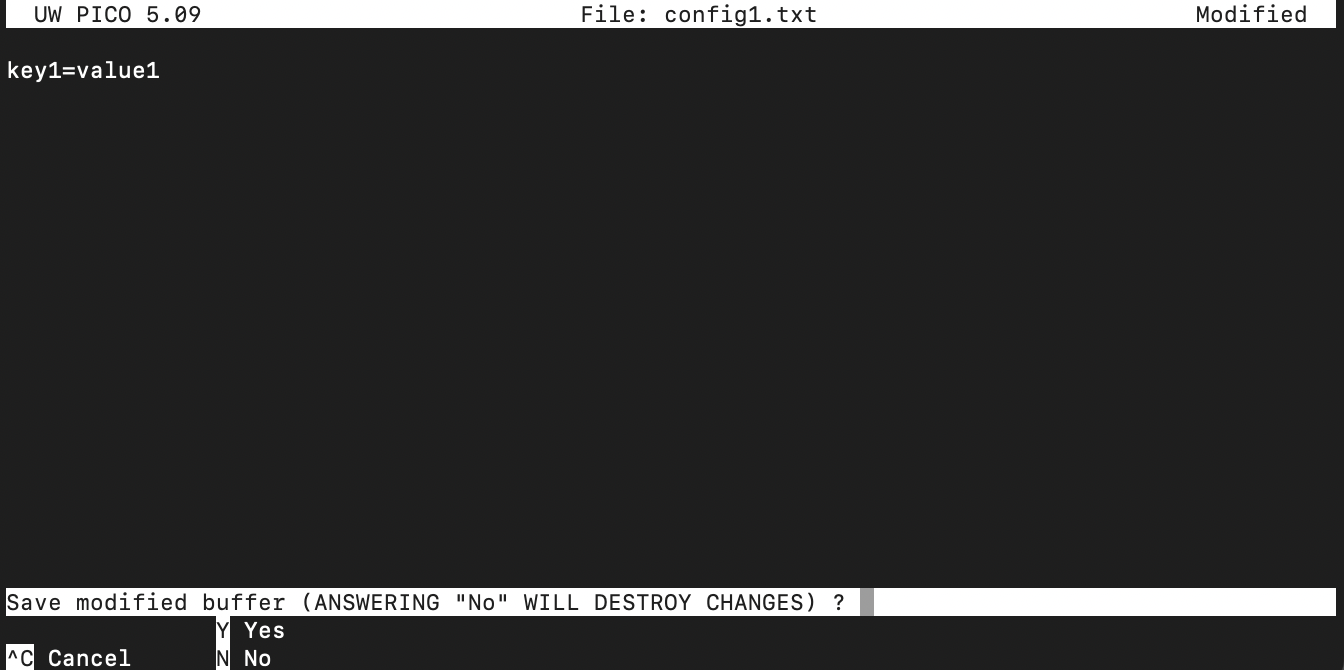 UW PICO 5.09 File: config1.txt Modified
key1=value1
Save modified buffer (ANSWERING "No" WILL DESTROY CHANGES) ?
Y Yes
^C Cancel N No